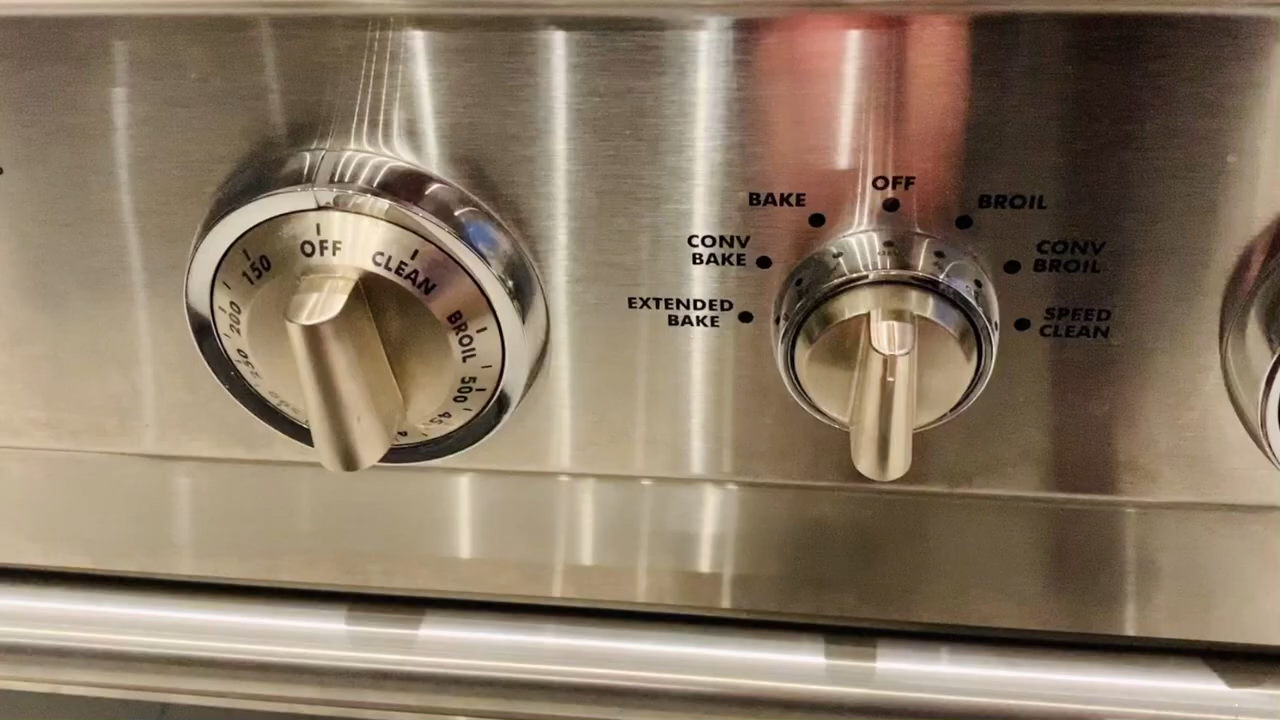 OFF
CLEAN
BROIL
500
150
200
OFF
BAKE
BROIL
CONV
BAKE
CONV
BROIL
EXTENDED
BAKE
SPEED
CLEAN